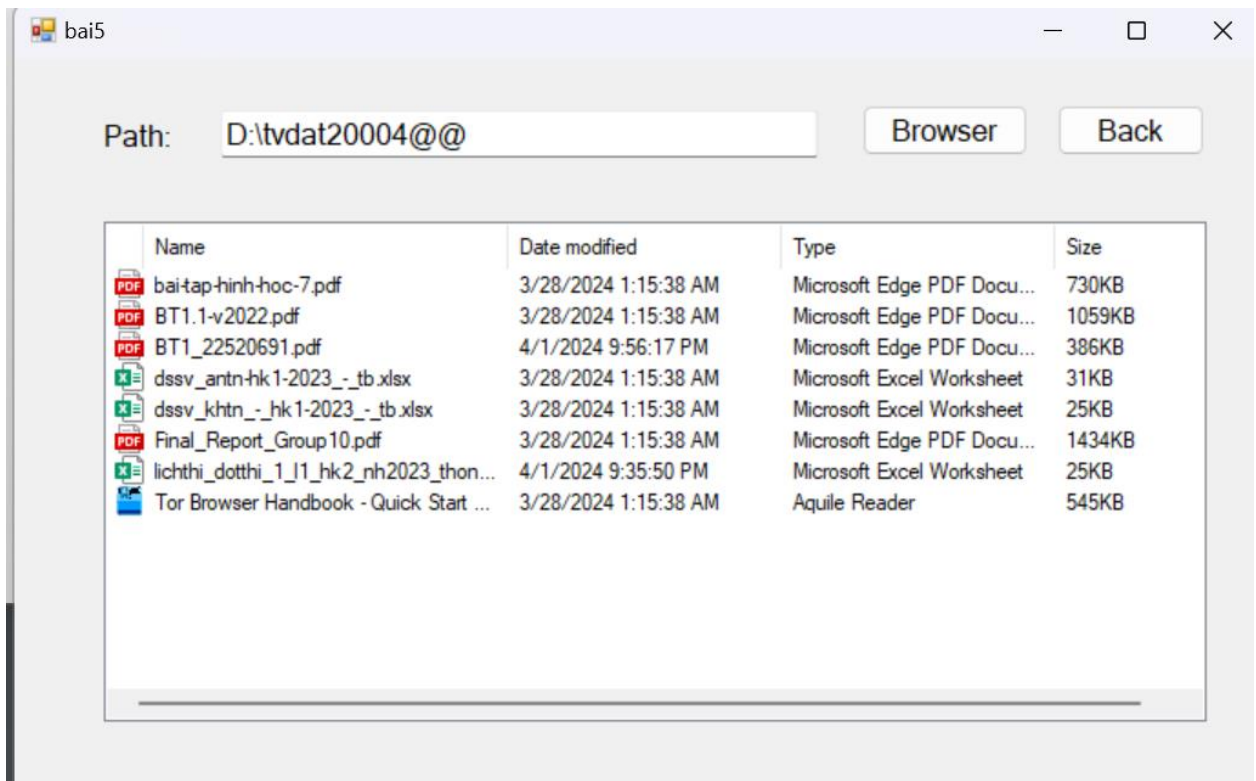 bai5
Path: D:\tvdat20004@@ Browser Back
Name Date modified Type Size
PDF bai-tap-hinh-hoc-7.pdf 3/28/2024 1:15:38 AM Microsoft Edge PDF Docu... 730KB
PDF BT1.1-v2022.pdf 3/28/2024 1:15:38 AM Microsoft Edge PDF Docu... 1059KB
PDF BT1_22520691.pdf 4/1/2024 9:56:17 PM Microsoft Edge PDF Docu... 386KB
dssv_antn-hk1-2023_-_tb.xlsx 3/28/2024 1:15:38 AM Microsoft Excel Worksheet 31KB
dssv_khtn_-_hk1-2023_-_tb.xlsx 3/28/2024 1:15:38 AM Microsoft Excel Worksheet 25KB
PDF Final_Report_Group10.pdf 3/28/2024 1:15:38 AM Microsoft Edge PDF Docu... 1434KB
lichthi_dotthi_1_l1_hk2_nh2023_thon... 4/1/2024 9:35:50 PM Microsoft Excel Worksheet 25KB
Tor Browser Handbook - Quick Start ... 3/28/2024 1:15:38 AM Aquile Reader 545KB